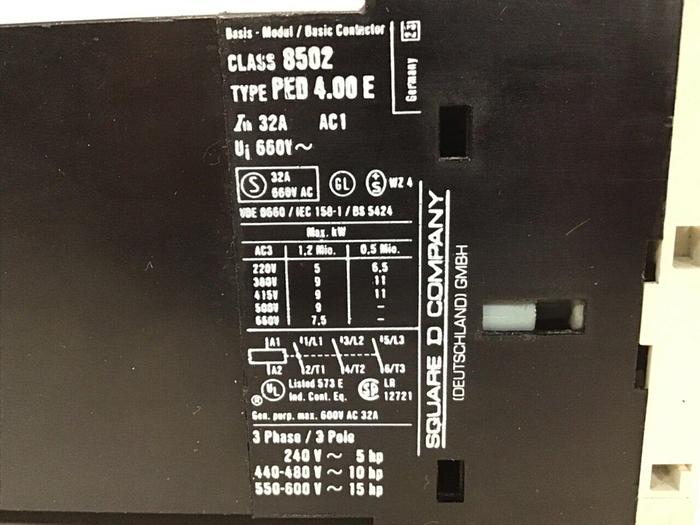 Basis - Modul / Basic Contactor
CLASS 8502
TYPE PED 4.00 E
Germany
Ith 32A AC1
Ui 660V~
S 32A 660V AC GL +S WZ 4
VDE 0660 / IEC 158-1 / BS 5424
Max. kW
AC3 1,2 Mio. 0,5 Mio.
220V 5 6,5
380V 9 11
415V 9 11
500V 9 -
660V 7,5 -
A1 1/L1 3/L2 5/L3
A2 2/T1 4/T2 6/T3
UL Listed 573 E Ind. Cont. Eq. SP LR 12721
Gen. purp. max. 600V AC 32A
3 Phase / 3 Pole
240 V ~ 5 hp
440-480 V ~ 10 hp
550-600 V ~ 15 hp
SQUARE D COMPANY
(DEUTSCHLAND) GMBH